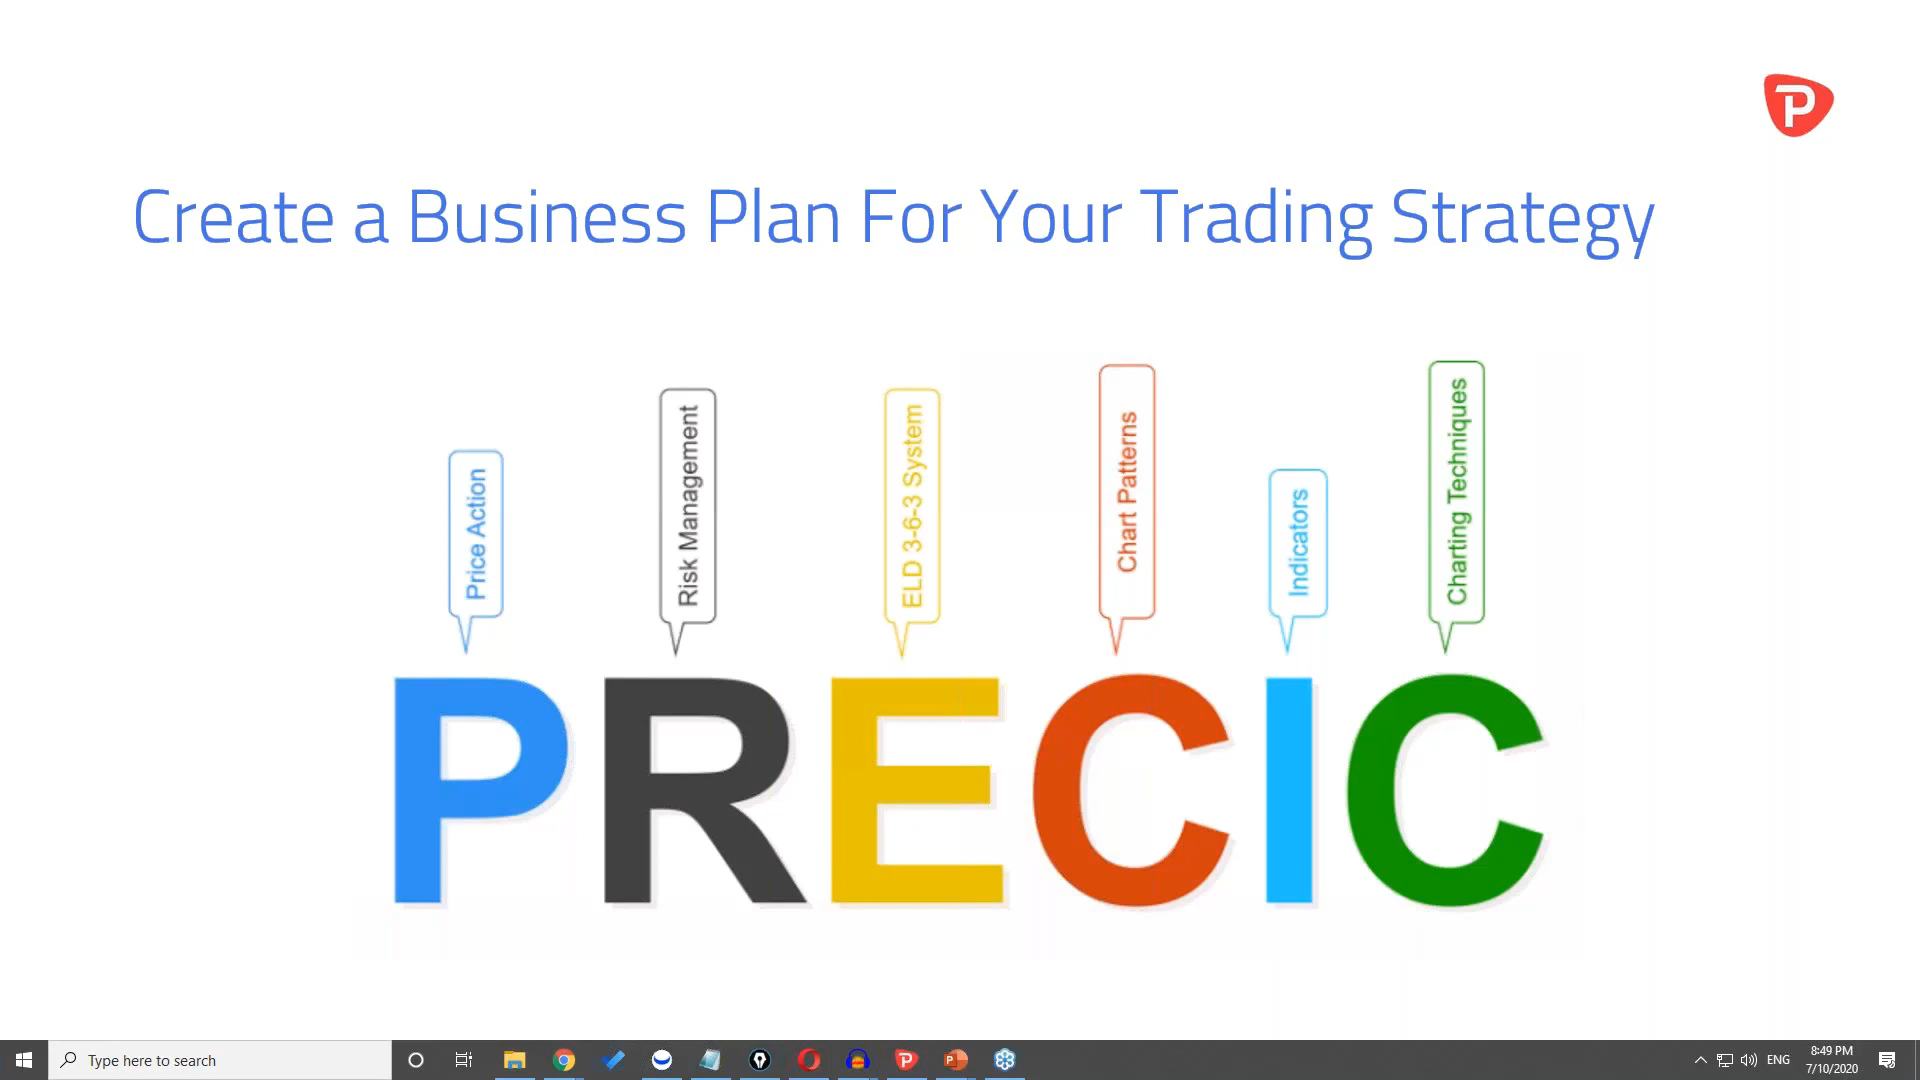 P
Create a Business Plan For Your Trading Strategy
Price Action
Risk Management
ELD 3-6-3 System
Chart Patterns
Indicators
Charting Techniques
PRECIC
Type here to search
ENG
8:49 PM
7/10/2020